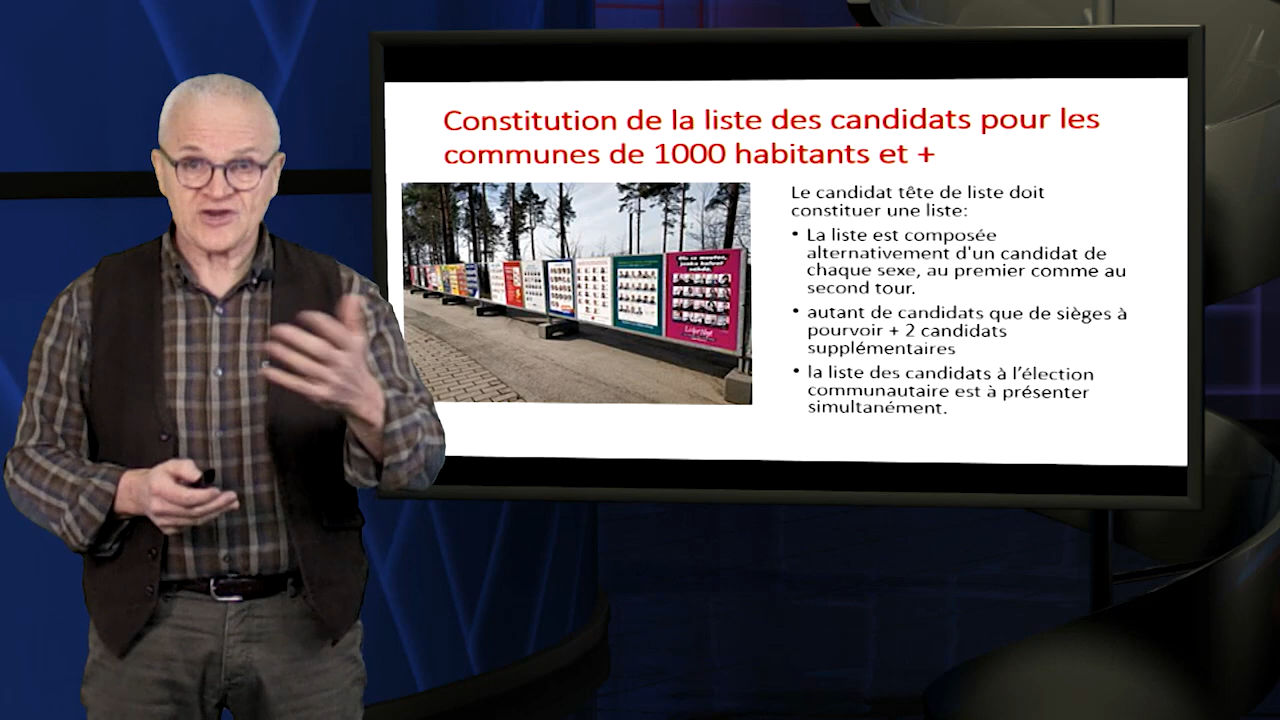 Constitution de la liste des candidats pour les
communes de 1000 habitants et +
Le candidat tête de liste doit
constituer une liste:
• La liste est composée
alternativement d'un candidat de
chaque sexe, au premier comme au
second tour.
• autant de candidats que de sièges à
pourvoir + 2 candidats
supplémentaires
• la liste des candidats à l’élection
communautaire est à présenter
simultanément.